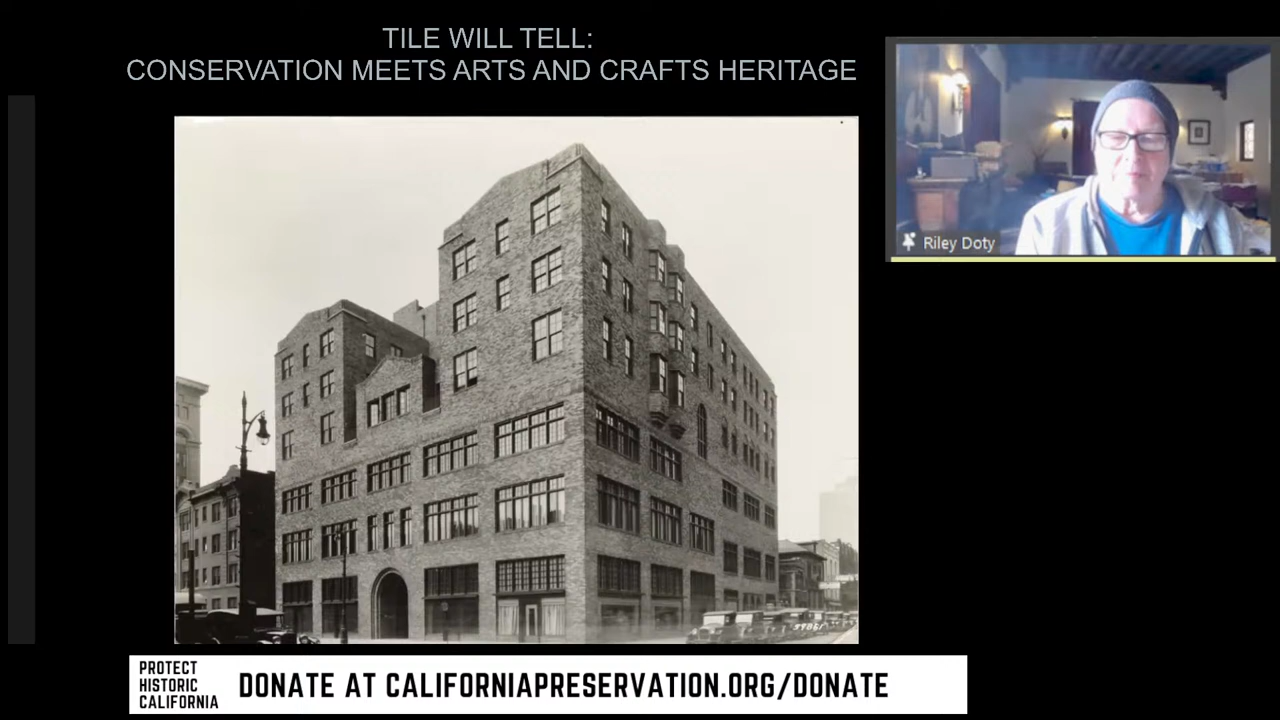 TILE WILL TELL:
CONSERVATION MEETS ARTS AND CRAFTS HERITAGE
Riley Doty
PROTECT
HISTORIC
CALIFORNIA
DONATE AT CALIFORNIAPRESERVATION.ORG/DONATE